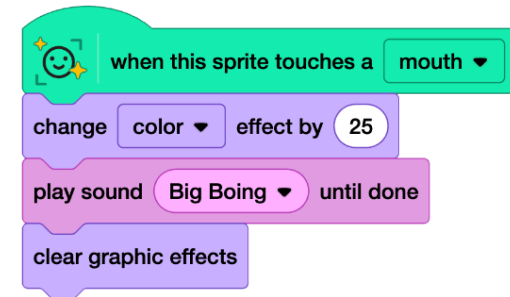 when this sprite touches a mouth
change color effect by 25
play sound Big Boing until done
clear graphic effects